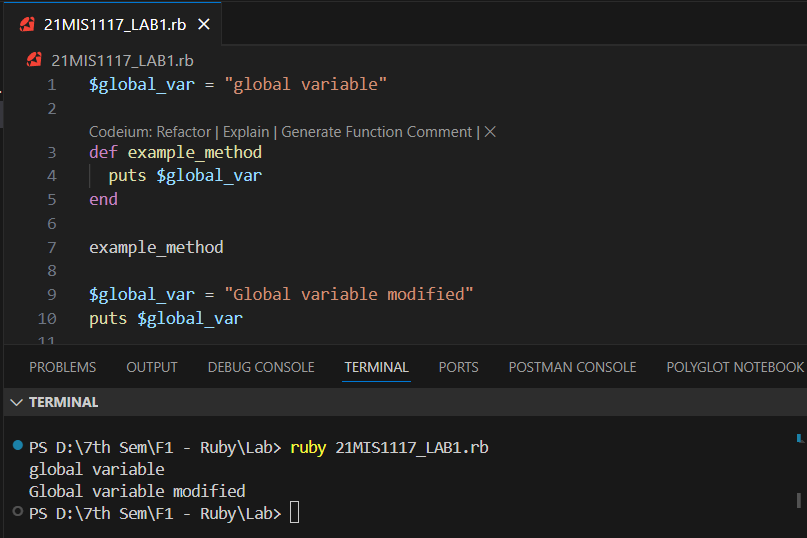 21MIS1117_LAB1.rb
21MIS1117_LAB1.rb
1 $global_var = "global variable"
2
Codeium: Refactor | Explain | Generate Function Comment | ✕
3 def example_method
4 puts $global_var
5 end
6
7 example_method
8
9 $global_var = "Global variable modified"
10 puts $global_var
11
PROBLEMS OUTPUT DEBUG CONSOLE TERMINAL PORTS POSTMAN CONSOLE POLYGLOT NOTEBOOK
TERMINAL
PS D:\7th Sem\F1 - Ruby\Lab> ruby 21MIS1117_LAB1.rb
global variable
Global variable modified
PS D:\7th Sem\F1 - Ruby\Lab>